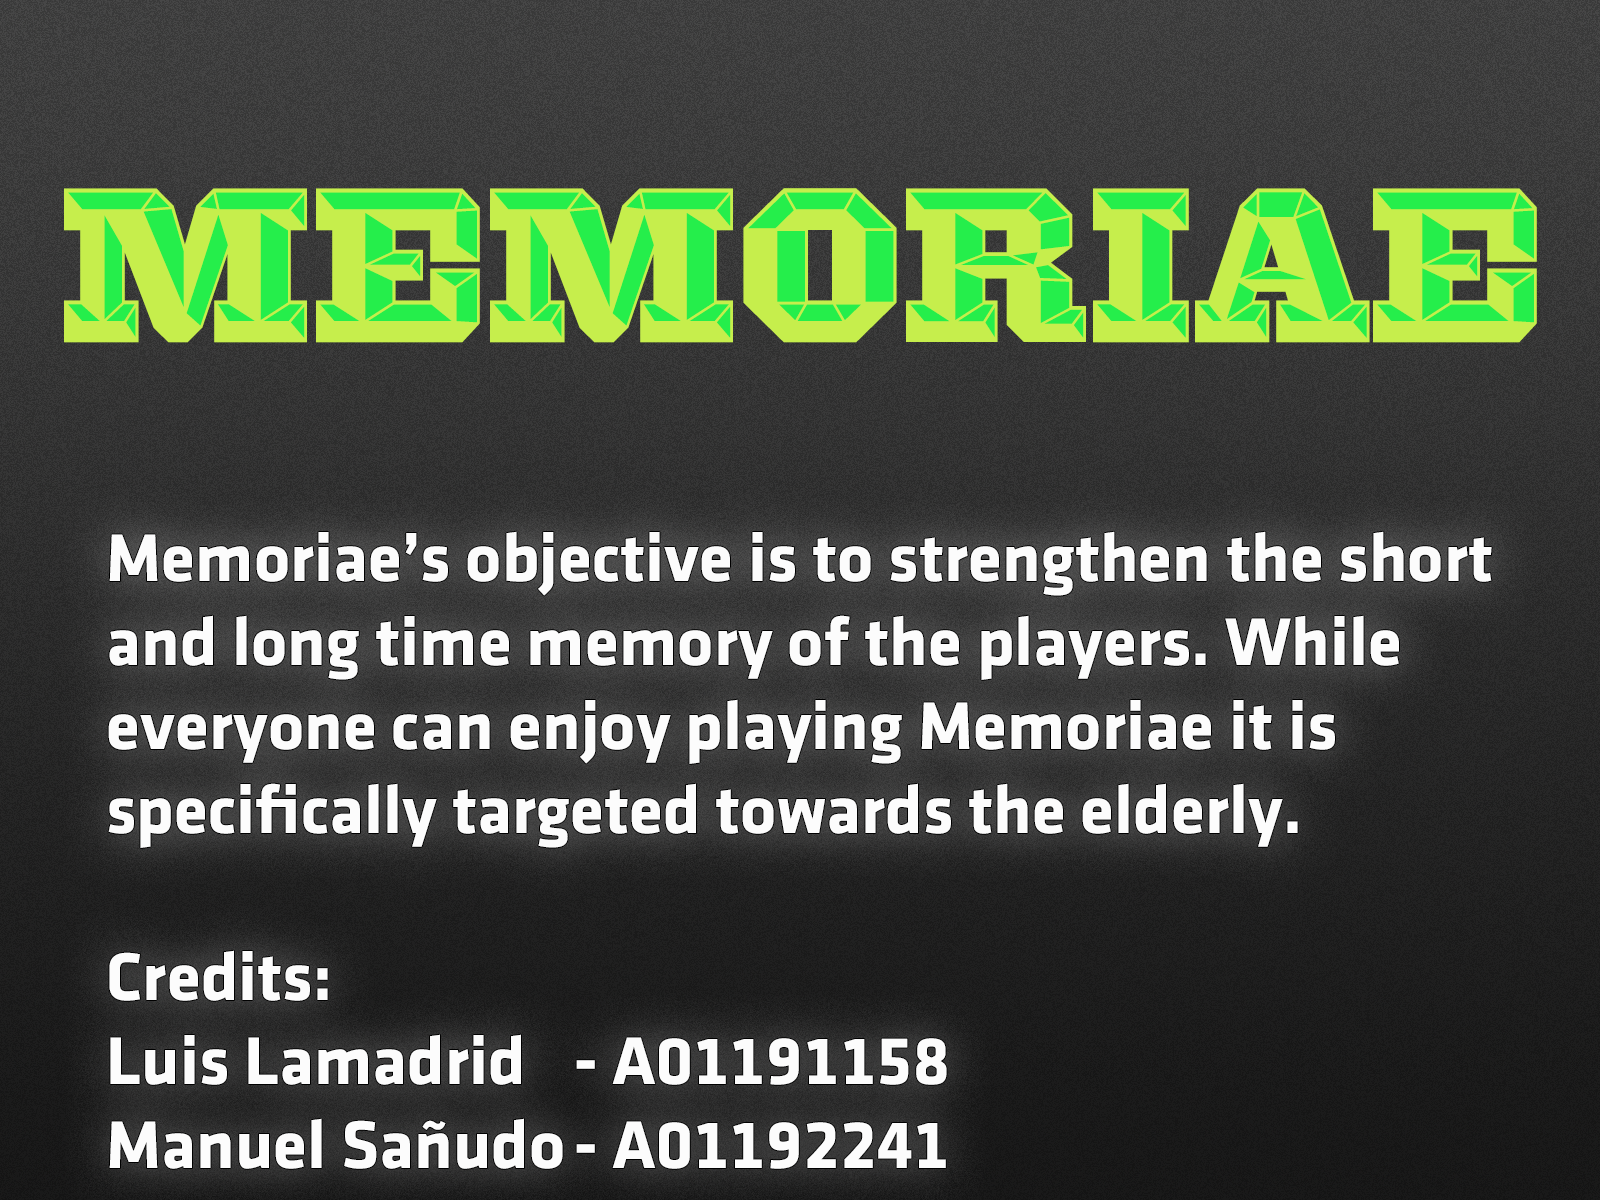 MEMORIAE
Memoriae’s objective is to strengthen the short
and long time memory of the players. While
everyone can enjoy playing Memoriae it is
specifically targeted towards the elderly.
Credits:
Luis Lamadrid - A01191158
Manuel Sañudo - A01192241